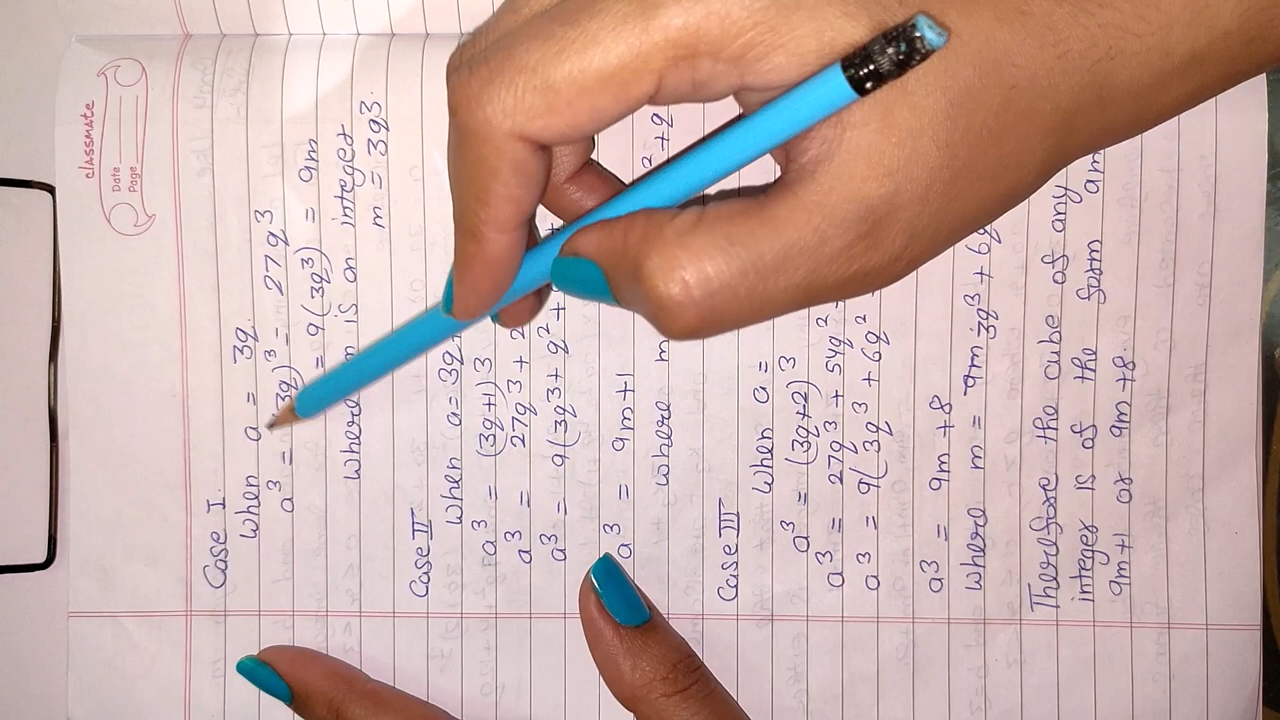 classmate
Date
Page
Case I.
When a = 3q.
a³ = (3q)³ = 27q³
= 9(3q³) = 9m
where m is on integer
m = 3q3.
Case II
When a = 3q
a³ = (3q+1)3
a³ = 27q³ + 2
a³ = 9(3q³ + q² +
a³ = 9m+1
where m ² + q
Case III
When a =
a³ = (3q+2)³
a³ = 27q³ + 54q²
a³ = 9(3q³ + 6q²
a³ = 9m+8
where m = 3q³ + 6q
Therefore the cube of any
integer is of the form 9m
9m+1 or 9m+8.